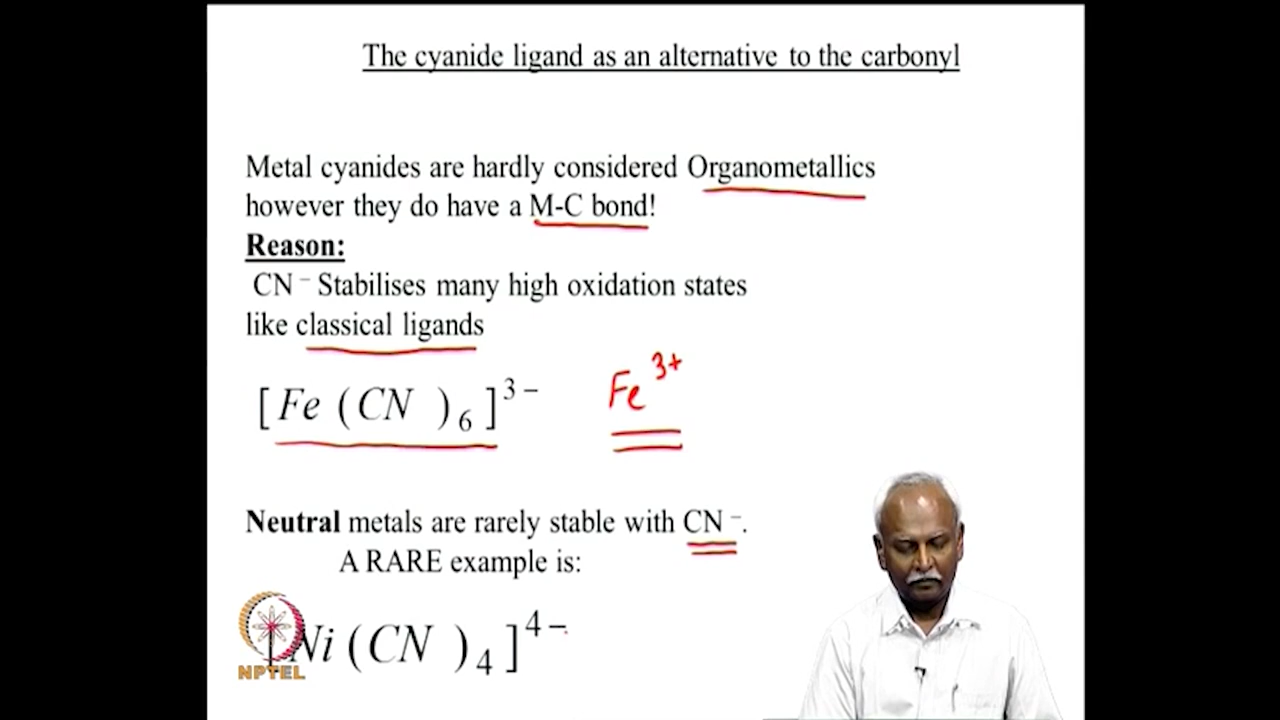 The cyanide ligand as an alternative to the carbonyl
Metal cyanides are hardly considered Organometallics
however they do have a M-C bond!
Reason:
CN⁻ Stabilises many high oxidation states
like classical ligands
[Fe(CN)₆]³⁻ Fe³⁺
Neutral metals are rarely stable with CN⁻.
A RARE example is:
[Ni(CN)₄]⁴⁻
NPTEL